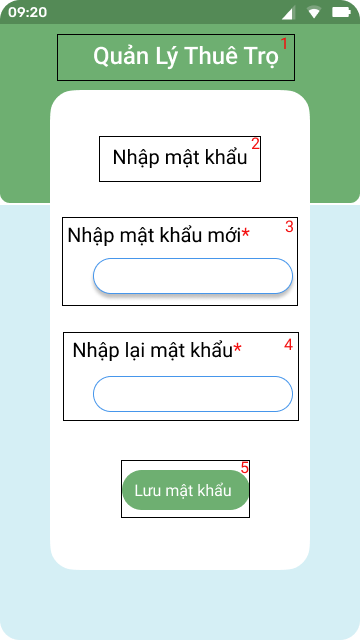 09:20
Quản Lý Thuê Trọ 1
Nhập mật khẩu 2
Nhập mật khẩu mới* 3
Nhập lại mật khẩu* 4
Lưu mật khẩu 5